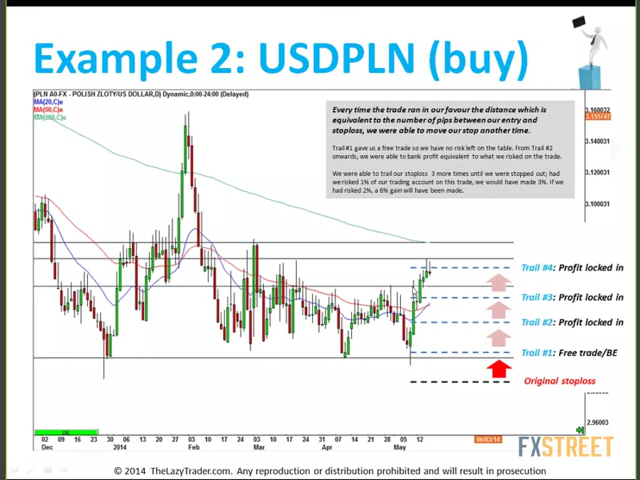 Example 2: USDPLN (buy)
(PLN A0-FX - POLISH ZLOTY/US DOLLAR,D) Dynamic,0:00-24:00 (Delayed)
MA(20,C)e
MA(50,C)e
Every time the trade ran in our favour the distance which is
equivalent to the number of pips between our entry and
stoploss, we were able to move our stop another time.
Trail #1 gave us a free trade so we have no risk left on the table. From Trail #2
onwards, we were able to bank profit equivalent to what we risked on the trade.
We were able to trail our stoploss 3 more times until we were stopped out; had
we risked 1% of our trading account on this trade, we would have made 3%. If we
had risked 2%, a 6% gain will have been made.
3.140031
3.120031
3.100031
Trail #4: Profit locked in
Trail #3: Profit locked in
Trail #2: Profit locked in
Trail #1: Free trade/BE
Original stoploss
2.96003
02 09 16 23 30 06 13 20 27 03 10 17 24 03 10 17 24 31 07 14 21 28 05 12
Dec 2014 Feb Mar Apr May
06/03/14
FXSTREET
© 2014 TheLazyTrader.com. Any reproduction or distribution prohibited and will result in prosecution